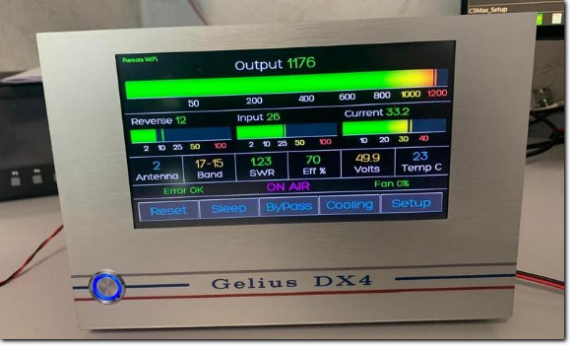 CSMax_Setup
Remote WiFi
Output 1176
50 200 400 600 800 1000 1200
Reverse 12 Input 26 Current 33.2
2 10 25 50 100 2 10 25 50 100 10 20 30 40
2 17-15 1.23 70 49.9 23
Antenna Band SWR Eff % Volts Temp C
Error OK ON AIR Fan 0%
Reset Sleep ByPass Cooling Setup
Gelius DX4